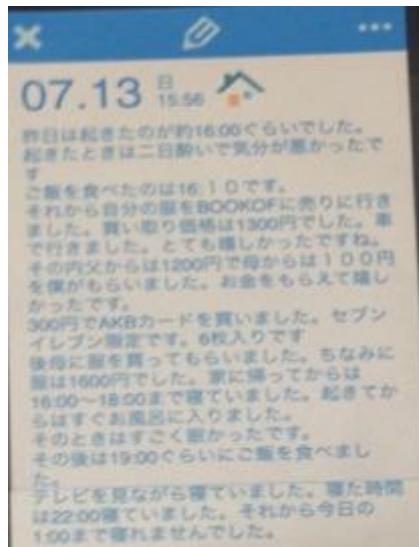 07.13 日
15:56
昨日は起きたのが約16:00ぐらいでした。
起きたときは二日酔いで気分が悪かったで
す
ご飯を食べたのは16:10です。
それから自分の服をBOOKOFに売りに行き
ました。買い取り価格は1300円でした。車
で行きました。とても嬉しかったですね。
その内父からは1200円で母からは100円
を僕がもらいました。お金をもらえて嬉し
かったです。
300円でAKBカードを買いました。セブン
イレブン限定です。6枚入りです
後母に服を買ってもらいました。ちなみに
服は1600円でした。家に帰ってからは
16:00~18:00まで寝ていました。起きてか
らはすぐお風呂に入りました。
そのときはすごく眠かったです。
その後は19:00ぐらいにご飯を食べまし
た。
テレビを見ながら寝ていました。寝た時間
は22:00寝ていました。それから今日の
1:00まで寝れませんでした。